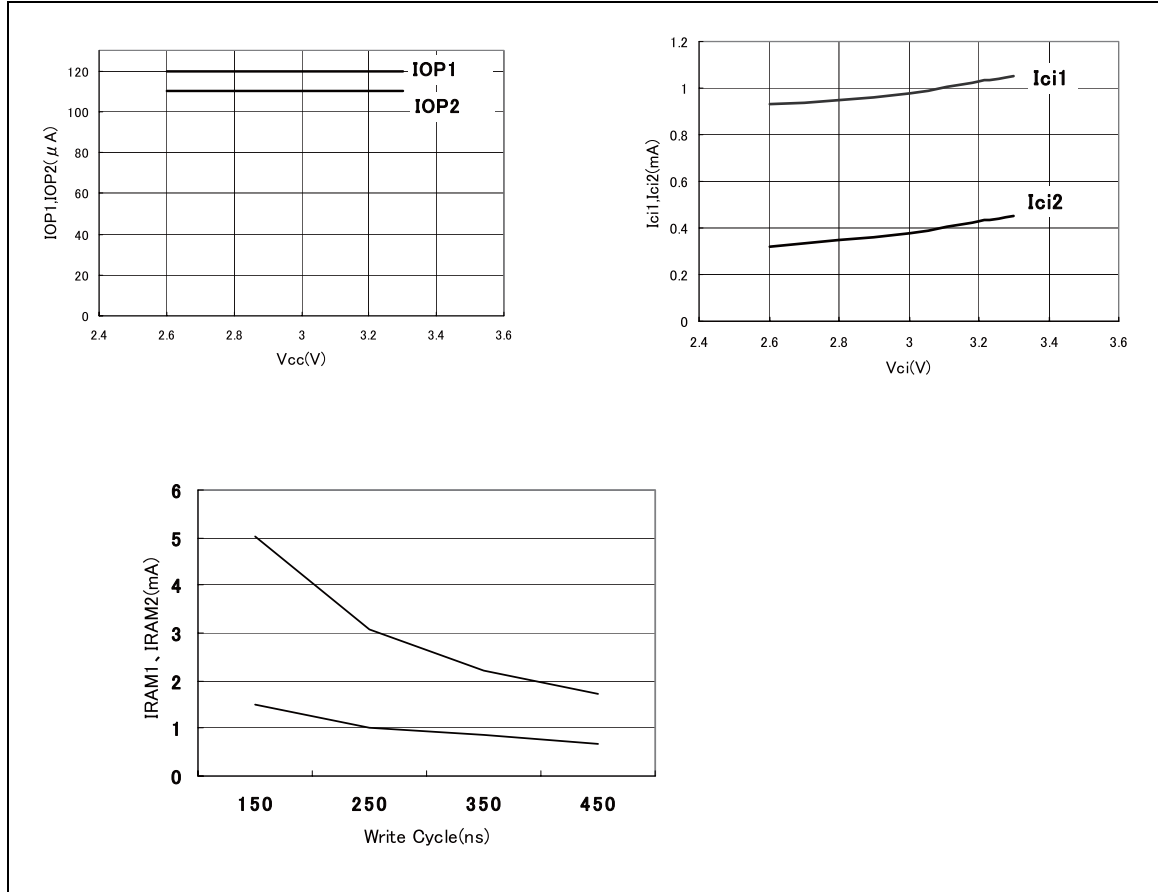 IOP1,IOP2(μA)
120
100
80
60
40
20
0
2.4 2.6 2.8 3 3.2 3.4 3.6
Vcc(V)
IOP1
IOP2
Ici1,Ici2(mA)
1.2
1
0.8
0.6
0.4
0.2
0
2.4 2.6 2.8 3 3.2 3.4 3.6
Vci(V)
Ici1
Ici2
IRAM1、IRAM2(mA)
6
5
4
3
2
1
0
150 250 350 450
Write Cycle(ns)